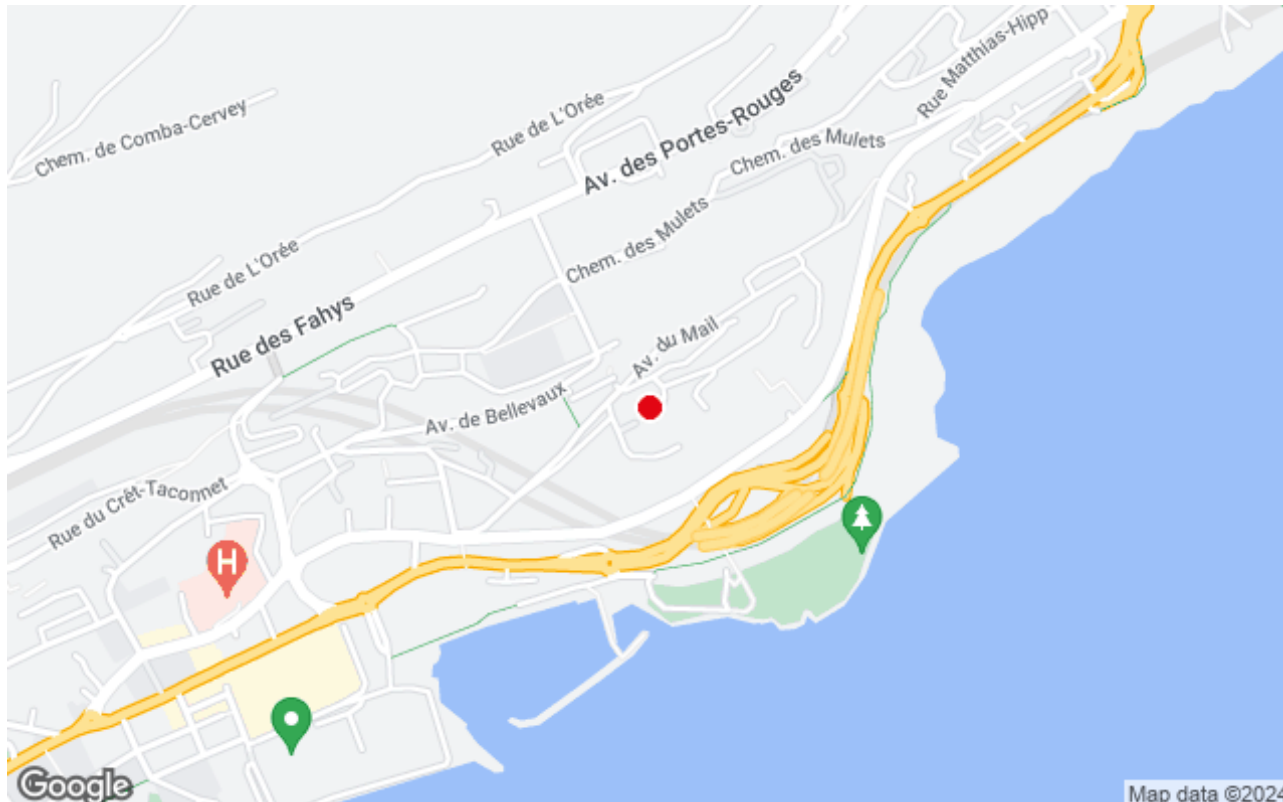 Rue Matthias-Hipp
Chem. de Comba-Cervey
Rue de L'Orée
Av. des Portes-Rouges
Chem. des Mulets
Chem. des Mulets
Rue de L'Orée
Rue des Fahys
Av. du Mail
Av. de Bellevaux
Rue du Crêt-Taconnet
H
Google
Map data ©2024